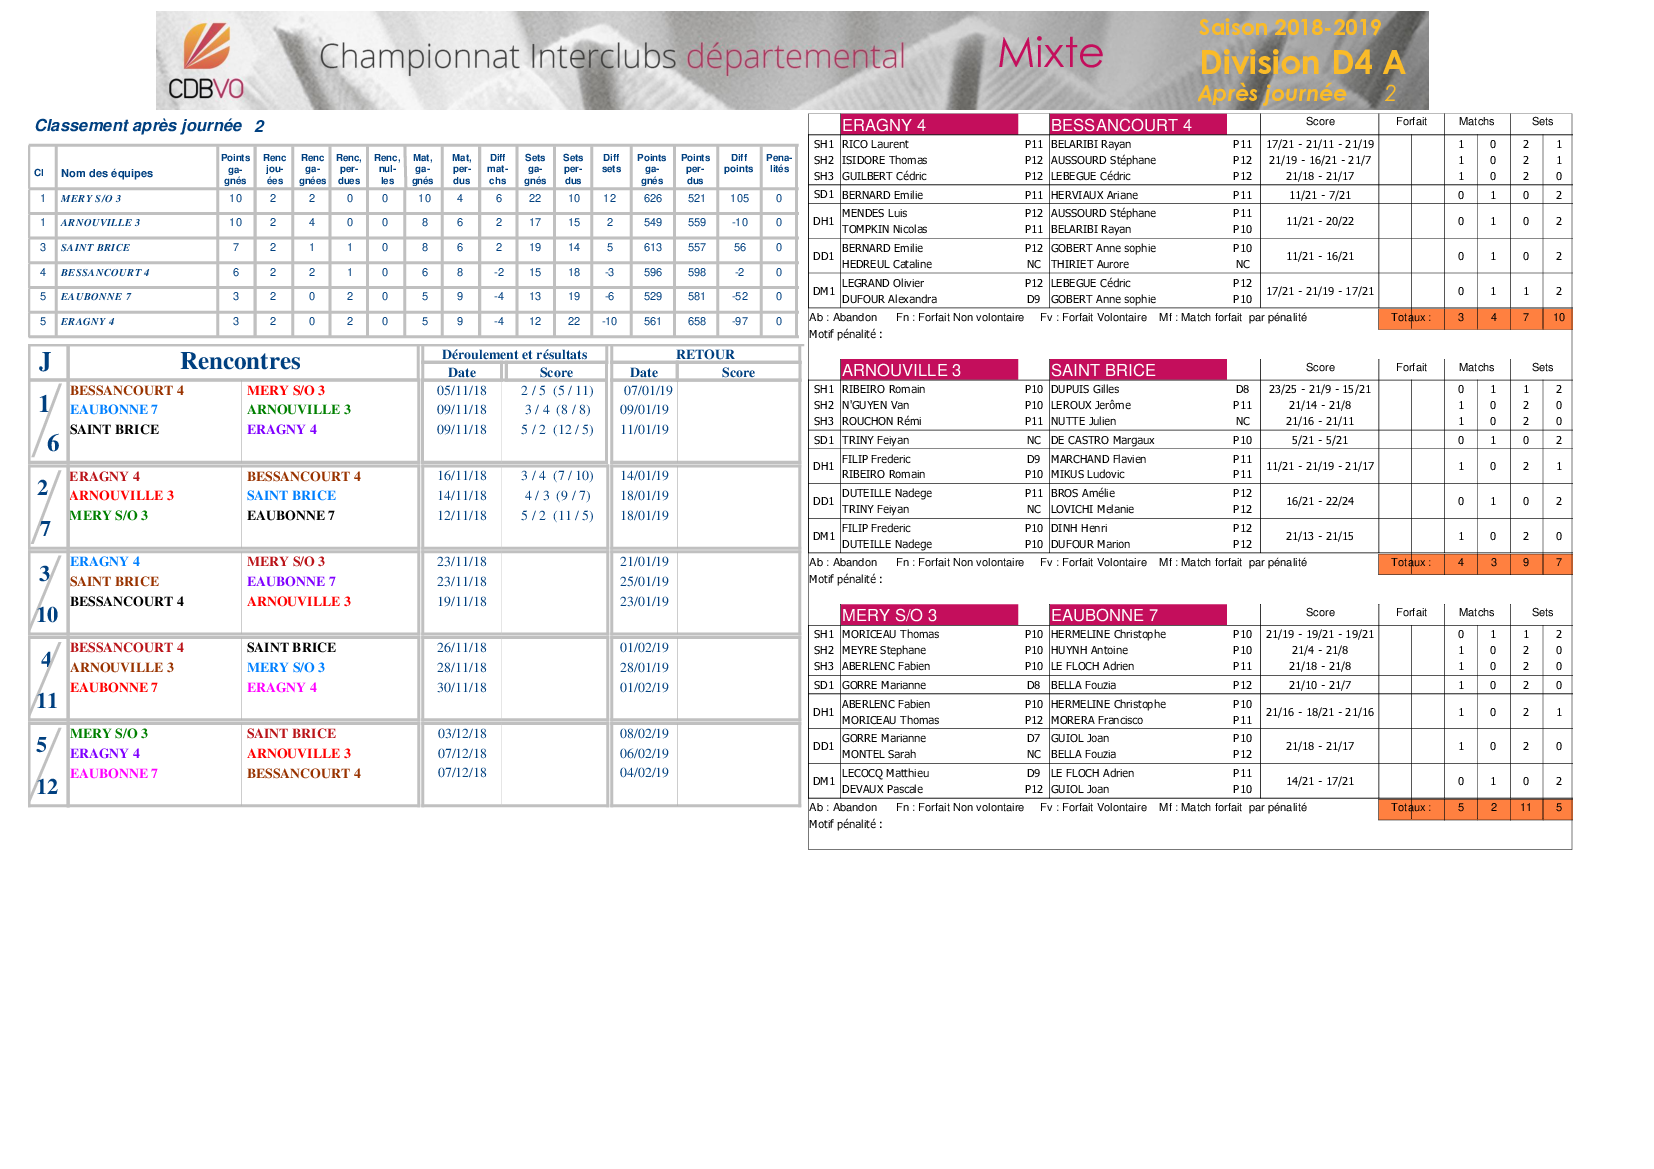 CDBVO
Championnat Interclubs départemental Mixte
Saison 2018-2019
Division D4 A
Après journée 2
Classement après journée 2
Cl Nom des équipes Points ga-gnés Renc jou-ées Renc ga-gnées Renc, per-dues Renc, nul-les Mat, ga-gnés Mat, per-dus Diff mat-chs Sets ga-gnés Sets per-dus Diff sets Points ga-gnés Points per-dus Diff points Pena-lités
1 MERY S/O 3 10 2 2 0 0 10 4 6 22 10 12 626 521 105 0
1 ARNOUVILLE 3 10 2 4 0 0 8 6 2 17 15 2 549 559 -10 0
3 SAINT BRICE 7 2 1 1 0 8 6 2 19 14 5 613 557 56 0
4 BESSANCOURT 4 6 2 2 1 0 6 8 -2 15 18 -3 596 598 -2 0
5 EAUBONNE 7 3 2 0 2 0 5 9 -4 13 19 -6 529 581 -52 0
5 ERAGNY 4 3 2 0 2 0 5 9 -4 12 22 -10 561 658 -97 0
J Rencontres Déroulement et résultats RETOUR
Date Score Date Score
1/6
BESSANCOURT 4 MERY S/O 3 05/11/18 2 / 5 (5 / 11) 07/01/19
EAUBONNE 7 ARNOUVILLE 3 09/11/18 3 / 4 (8 / 8) 09/01/19
SAINT BRICE ERAGNY 4 09/11/18 5 / 2 (12 / 5) 11/01/19
2/7
ERAGNY 4 BESSANCOURT 4 16/11/18 3 / 4 (7 / 10) 14/01/19
ARNOUVILLE 3 SAINT BRICE 14/11/18 4 / 3 (9 / 7) 18/01/19
MERY S/O 3 EAUBONNE 7 12/11/18 5 / 2 (11 / 5) 18/01/19
3/10
ERAGNY 4 MERY S/O 3 23/11/18 21/01/19
SAINT BRICE EAUBONNE 7 23/11/18 25/01/19
BESSANCOURT 4 ARNOUVILLE 3 19/11/18 23/01/19
4/11
BESSANCOURT 4 SAINT BRICE 26/11/18 01/02/19
ARNOUVILLE 3 MERY S/O 3 28/11/18 28/01/19
EAUBONNE 7 ERAGNY 4 30/11/18 01/02/19
5/12
MERY S/O 3 SAINT BRICE 03/12/18 08/02/19
ERAGNY 4 ARNOUVILLE 3 07/12/18 06/02/19
EAUBONNE 7 BESSANCOURT 4 07/12/18 04/02/19
ERAGNY 4 BESSANCOURT 4 Score Forfait Matchs Sets
SH1 RICO Laurent P11 BELARIBI Rayan P11 17/21 - 21/11 - 21/19 1 0 2 1
SH2 ISIDORE Thomas P12 AUSSOURD Stéphane P12 21/19 - 16/21 - 21/7 1 0 2 1
SH3 GUILBERT Cédric P12 LEBEGUE Cédric P12 21/18 - 21/17 1 0 2 0
SD1 BERNARD Emilie P11 HERVIAUX Ariane P11 11/21 - 7/21 0 1 0 2
DH1 MENDES Luis P12 AUSSOURD Stéphane P11 11/21 - 20/22 0 1 0 2
TOMPKIN Nicolas P11 BELARIBI Rayan P10
DD1 BERNARD Emilie P12 GOBERT Anne sophie P10 11/21 - 16/21 0 1 0 2
HEDREUL Cataline NC THIRIET Aurore NC
DM1 LEGRAND Olivier P12 LEBEGUE Cédric P12 17/21 - 21/19 - 17/21 0 1 1 2
DUFOUR Alexandra D9 GOBERT Anne sophie P10
Ab : Abandon Fn : Forfait Non volontaire Fv : Forfait Volontaire Mf : Match forfait par pénalité Totaux : 3 4 7 10
Motif pénalité :
ARNOUVILLE 3 SAINT BRICE Score Forfait Matchs Sets
SH1 RIBEIRO Romain P10 DUPUIS Gilles D8 23/25 - 21/9 - 15/21 0 1 1 2
SH2 N'GUYEN Van P10 LEROUX Jerôme P11 21/14 - 21/8 1 0 2 0
SH3 ROUCHON Rémi P11 NUTTE Julien NC 21/16 - 21/11 1 0 2 0
SD1 TRINY Feiyan NC DE CASTRO Margaux P10 5/21 - 5/21 0 1 0 2
DH1 FILIP Frederic D9 MARCHAND Flavien P11 11/21 - 21/19 - 21/17 1 0 2 1
RIBEIRO Romain P10 MIKUS Ludovic P11
DD1 DUTEILLE Nadege P11 BROS Amélie P12 16/21 - 22/24 0 1 0 2
TRINY Feiyan NC LOVICHI Melanie P12
DM1 FILIP Frederic P10 DINH Henri P12 21/13 - 21/15 1 0 2 0
DUTEILLE Nadege P10 DUFOUR Marion P12
Ab : Abandon Fn : Forfait Non volontaire Fv : Forfait Volontaire Mf : Match forfait par pénalité Totaux : 4 3 9 7
Motif pénalité :
MERY S/O 3 EAUBONNE 7 Score Forfait Matchs Sets
SH1 MORICEAU Thomas P10 HERMELINE Christophe P10 21/19 - 19/21 - 19/21 0 1 1 2
SH2 MEYRE Stephane P10 HUYNH Antoine P10 21/4 - 21/8 1 0 2 0
SH3 ABERLENC Fabien P10 LE FLOCH Adrien P11 21/18 - 21/8 1 0 2 0
SD1 GORRE Marianne D8 BELLA Fouzia P12 21/10 - 21/7 1 0 2 0
DH1 ABERLENC Fabien P10 HERMELINE Christophe P10 21/16 - 18/21 - 21/16 1 0 2 1
MORICEAU Thomas P12 MORERA Francisco P11
DD1 GORRE Marianne D7 GUIOL Joan P10 21/18 - 21/17 1 0 2 0
MONTEL Sarah NC BELLA Fouzia P12
DM1 LECOCQ Matthieu D9 LE FLOCH Adrien P11 14/21 - 17/21 0 1 0 2
DEVAUX Pascale P12 GUIOL Joan P10
Ab : Abandon Fn : Forfait Non volontaire Fv : Forfait Volontaire Mf : Match forfait par pénalité Totaux : 5 2 11 5
Motif pénalité :